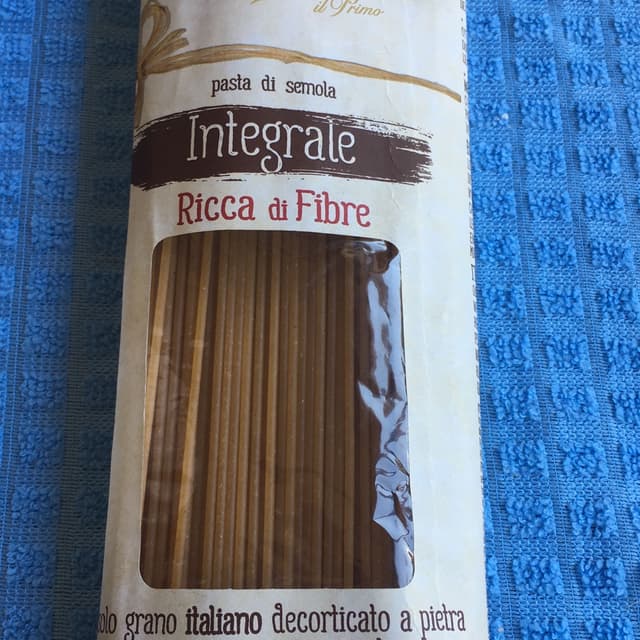 il Primo
pasta di semola
Integrale
Ricca di Fibre
grano italiano decorticato a pietra